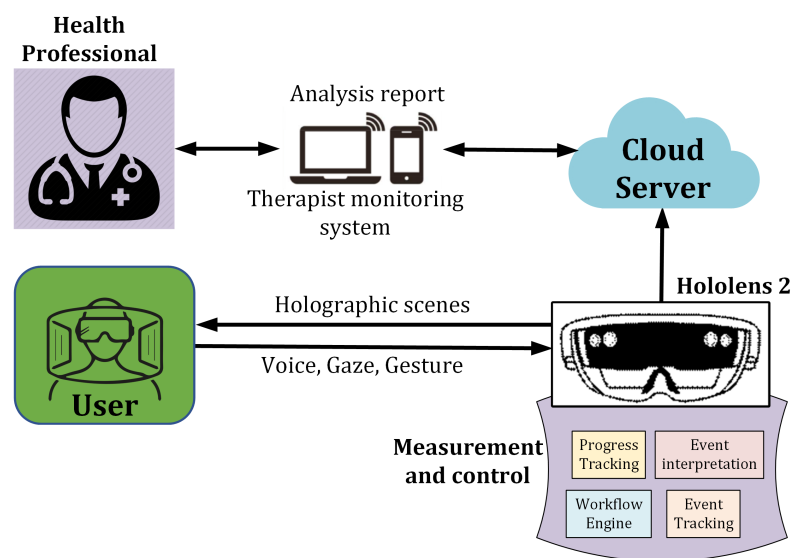 Health
Professional
Analysis report
Therapist monitoring
system
Cloud
Server
Hololens 2
Holographic scenes
Voice, Gaze, Gesture
User
Measurement
and control
Progress
Tracking
Event
interpretation
Workflow
Engine
Event
Tracking